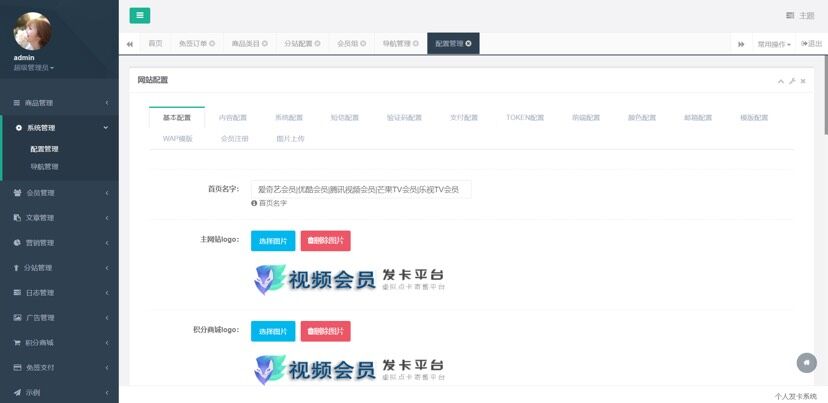 主题
admin
超级管理员
首页 免签订单 商品类目 分站配置 会员组 导航管理 配置管理 常用操作 退出
网站配置
商品管理
系统管理
配置管理
导航管理
会员管理
文章管理
营销管理
分站管理
日志管理
广告管理
积分商城
免签支付
示例
基本配置 内容配置 系统配置 短信配置 验证码配置 支付配置 TOKEN配置 前端配置 颜色配置 邮箱配置 模版配置
WAP模版 会员注册 图片上传
首页名字: 爱奇艺会员|优酷会员|腾讯视频会员|芒果TV会员|乐视TV会员
首页名字
主网站logo: 选择图片 删除图片
视频会员 发卡平台
虚拟点卡寄售平台
积分商城logo: 选择图片 删除图片
视频会员 发卡平台
虚拟点卡寄售平台
个人发卡系统